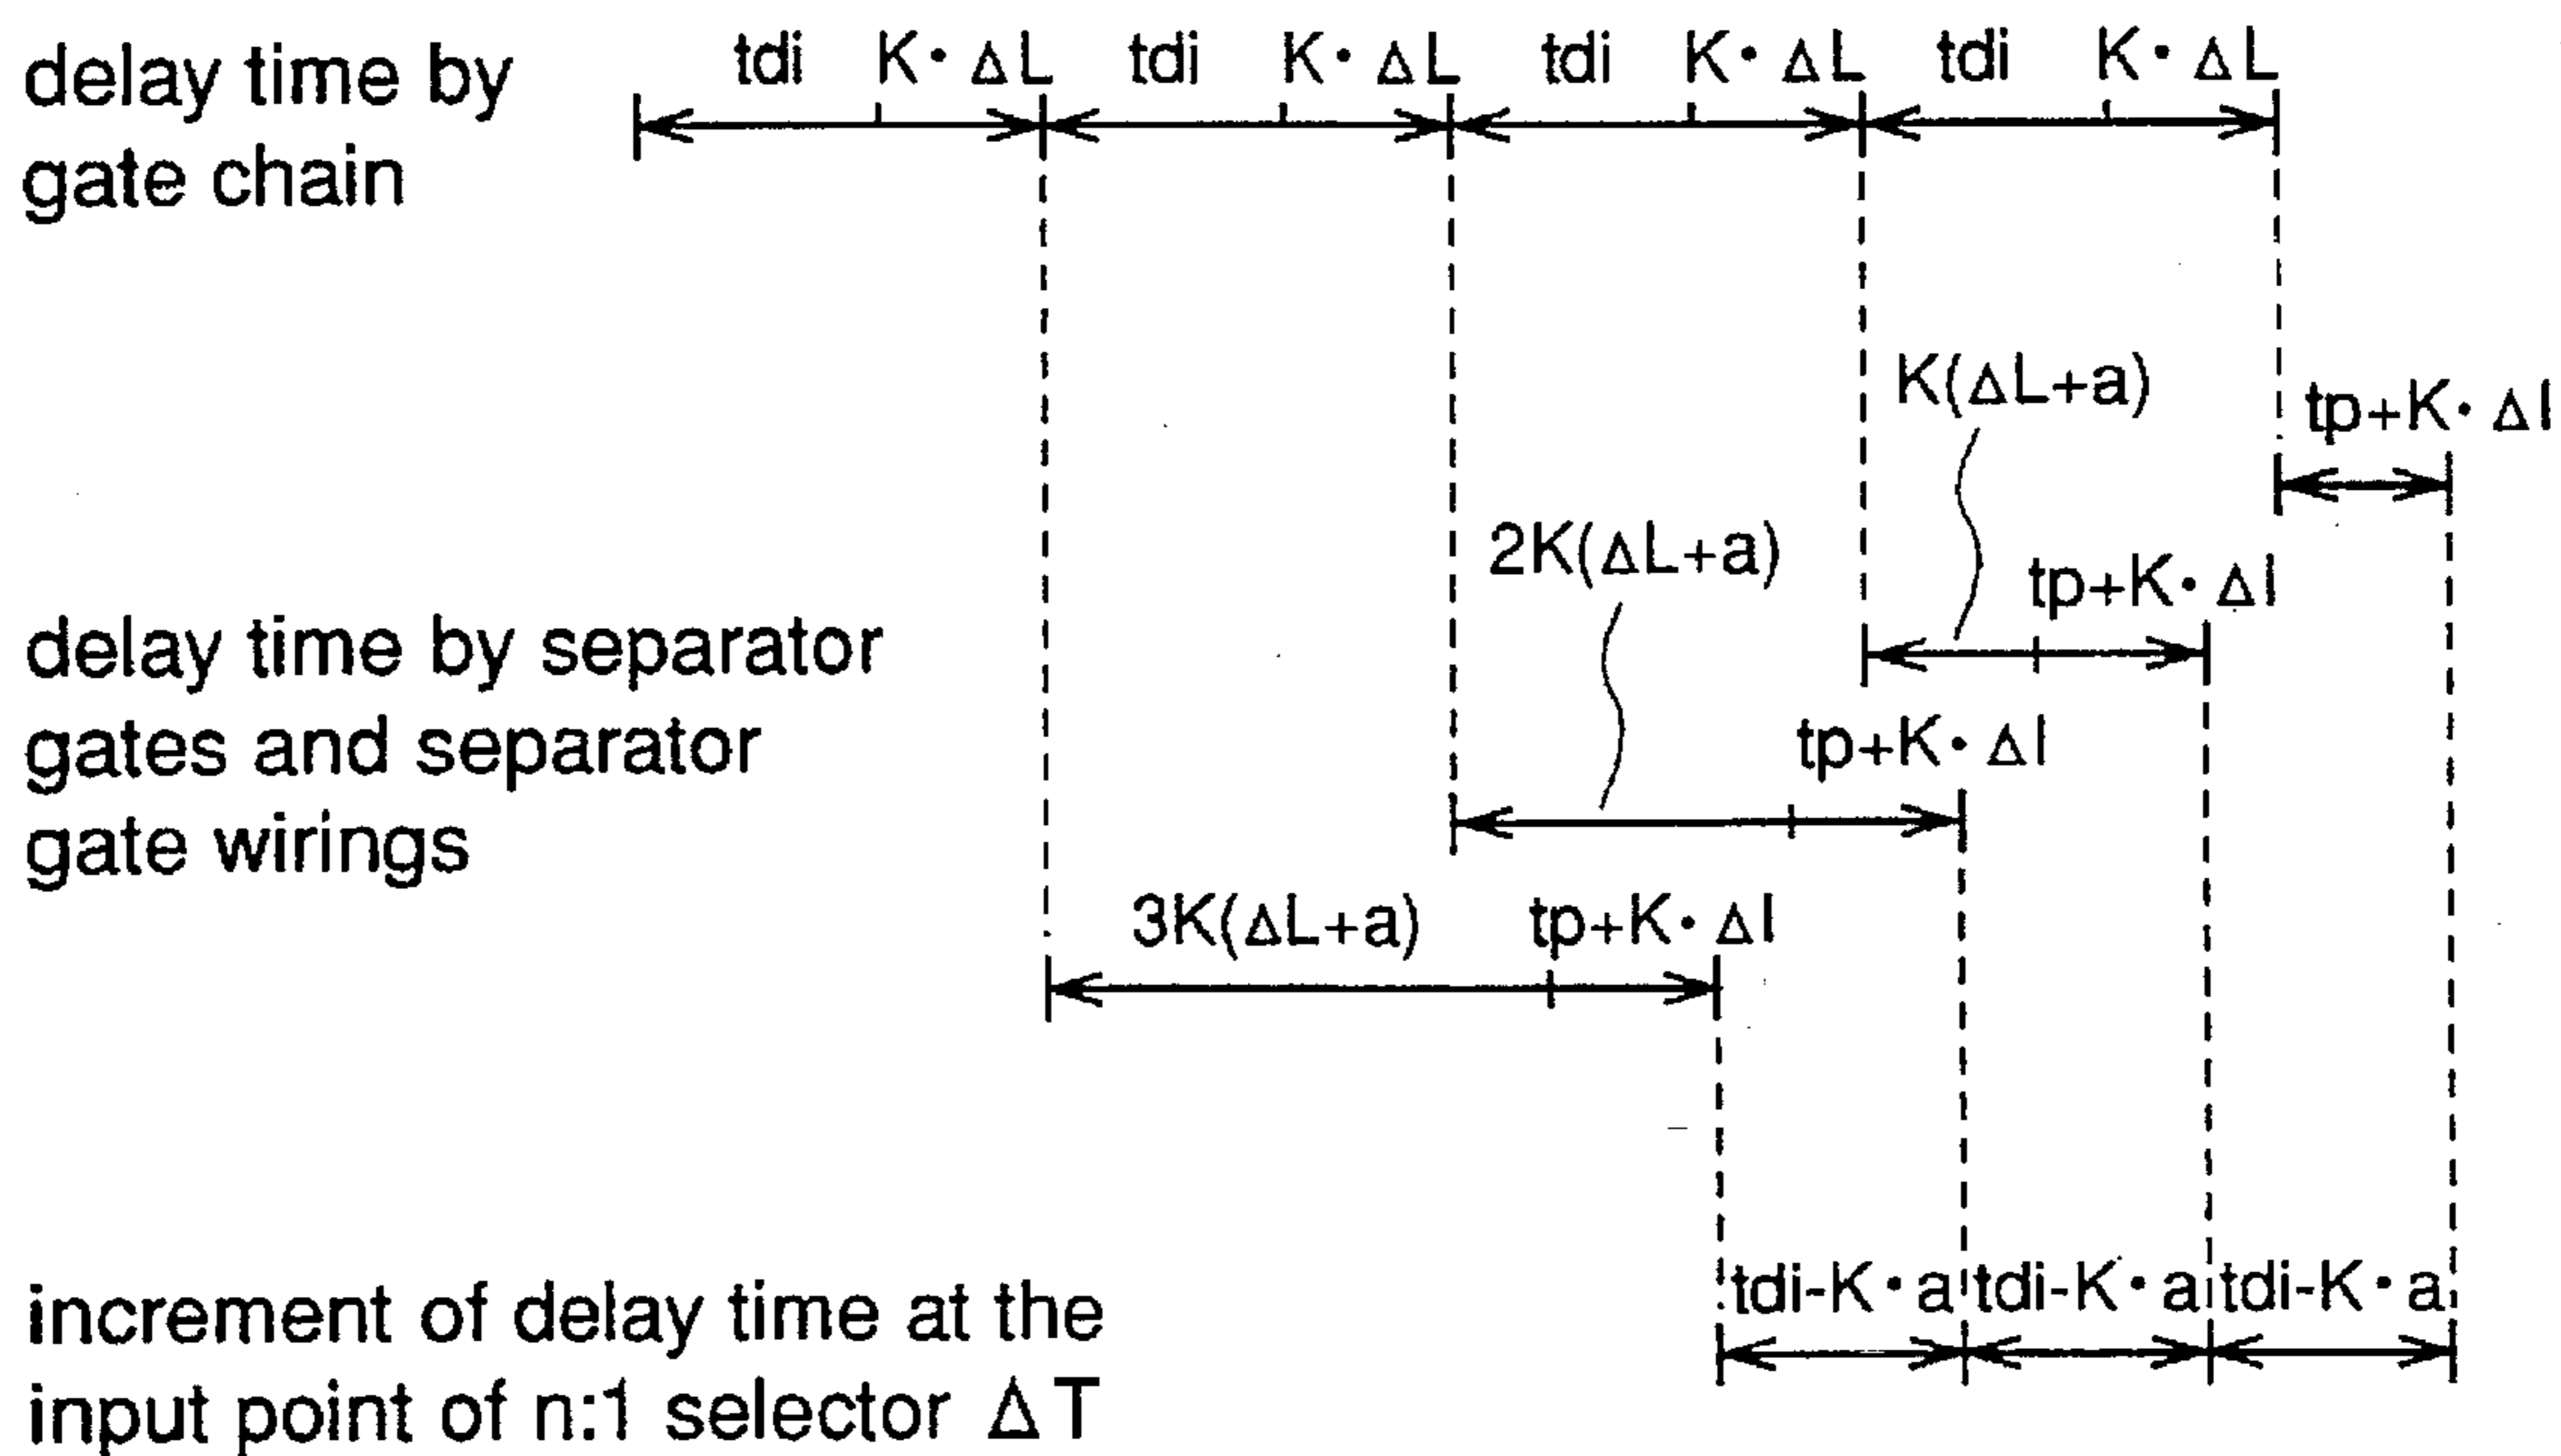 delay time by
gate chain
tdi K・ΔL tdi K・ΔL tdi K・ΔL tdi K・ΔL
K(ΔL+a)
tp+K・Δl
2K(ΔL+a)
tp+K・Δl
delay time by separator
gates and separator
gate wirings
tp+K・Δl
3K(ΔL+a) tp+K・Δl
increment of delay time at the
input point of n:1 selector ΔT
tdi-K・a tdi-K・a tdi-K・a